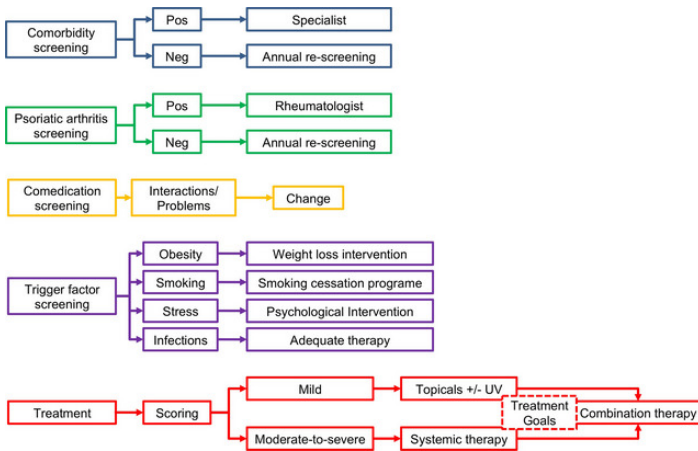 Comorbidity
screening
Pos
Specialist
Neg
Annual re-screening
Psoriatic arthritis
screening
Pos
Rheumatologist
Neg
Annual re-screening
Comedication
screening
Interactions/
Problems
Change
Trigger factor
screening
Obesity
Weight loss intervention
Smoking
Smoking cessation programe
Stress
Psychological Intervention
Infections
Adequate therapy
Treatment
Scoring
Mild
Topicals +/- UV
Moderate-to-severe
Systemic therapy
Treatment
Goals
Combination therapy